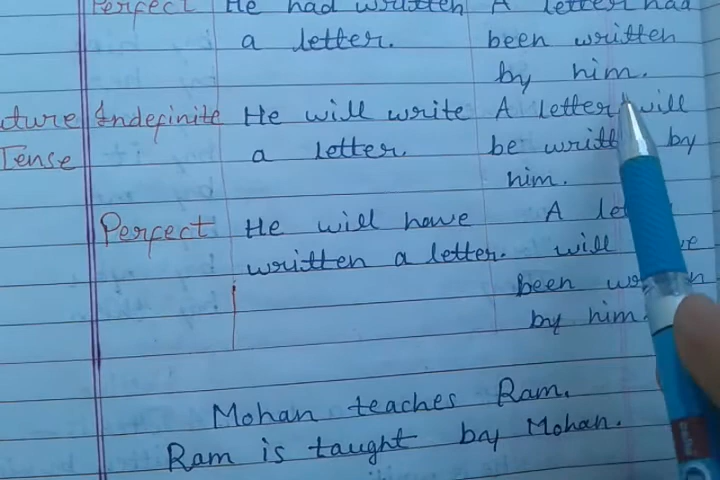 Perfect He had written A letter had
a letter. been written
by him.
Indefinite He will write A letter will
Tense a letter. be by
him.
Perfect He will have A
written a letter. will
been
by him.
Mohan teaches Ram.
Ram is taught by Mohan.